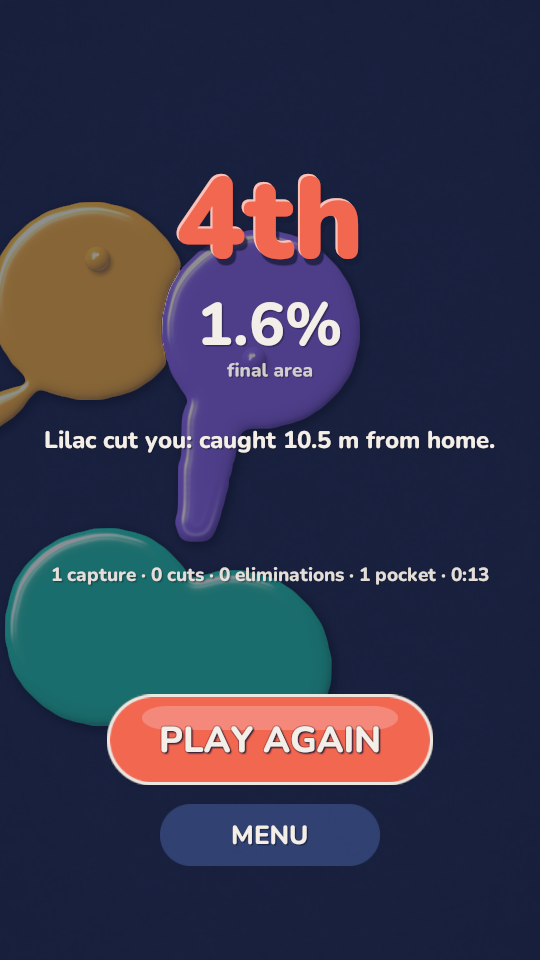 4th
1.6%
final area
Lilac cut you: caught 10.5 m from home.
1 capture · 0 cuts · 0 eliminations · 1 pocket · 0:13
PLAY AGAIN
MENU